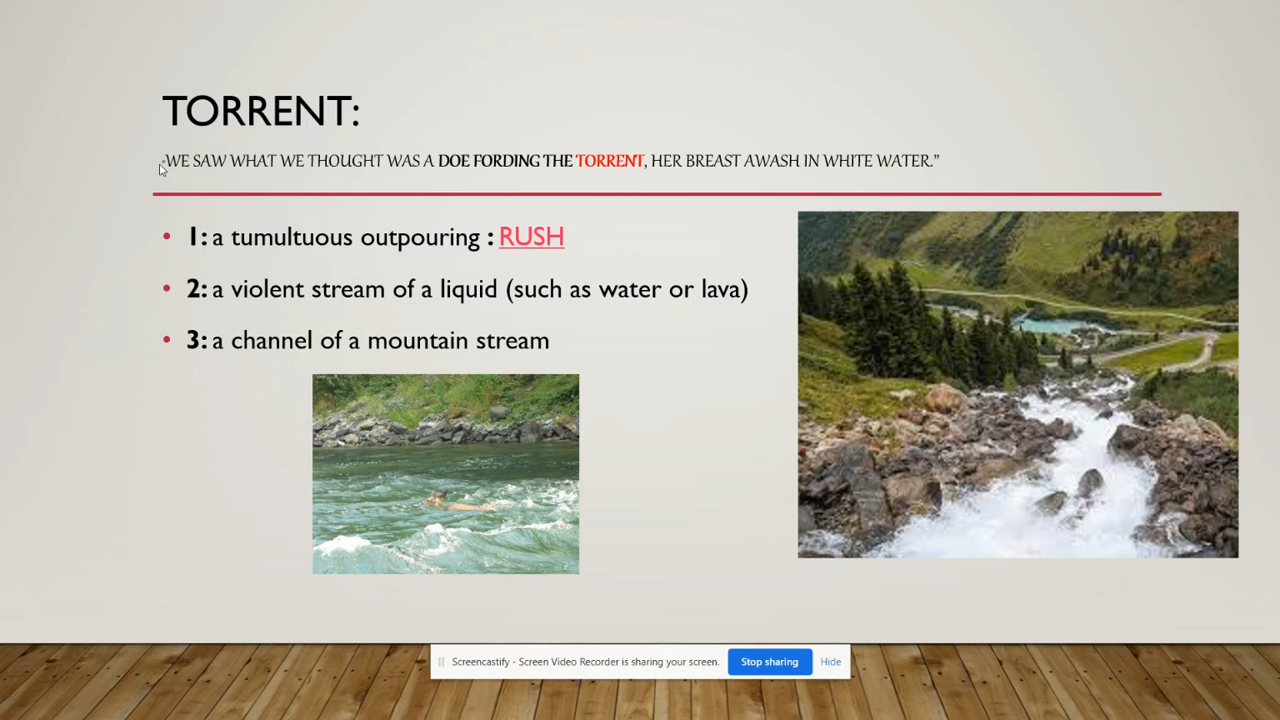 TORRENT:
“WE SAW WHAT WE THOUGHT WAS A DOE FORDING THE TORRENT, HER BREAST AWASH IN WHITE WATER.”
• 1: a tumultuous outpouring : RUSH
• 2: a violent stream of a liquid (such as water or lava)
• 3: a channel of a mountain stream
Screencastify - Screen Video Recorder is sharing your screen. Stop sharing Hide